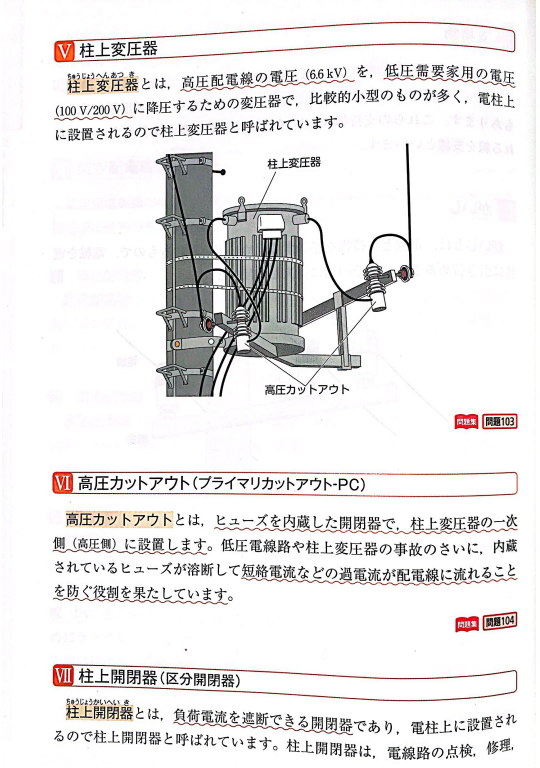 Ⅴ 柱上変圧器
ちゅうじょうへんあつき
柱上変圧器とは，高圧配電線の電圧（6.6 kV）を，低圧需要家用の電圧
(100 V/200 V) に降圧するための変圧器で，比較的小型のものが多く，電柱上
に設置されるので柱上変圧器と呼ばれています。
柱上変圧器
高圧カットアウト
問題集 問題103
Ⅵ 高圧カットアウト（プライマリカットアウト-PC）
高圧カットアウトとは，ヒューズを内蔵した開閉器で，柱上変圧器の一次
側（高圧側）に設置します。低圧電線路や柱上変圧器の事故のさいに，内蔵
されているヒューズが溶断して短絡電流などの過電流が配電線に流れること
を防ぐ役割を果たしています。
問題集 問題104
Ⅶ 柱上開閉器（区分開閉器）
ちゅうじょうかいへいき
柱上開閉器とは，負荷電流を遮断できる開閉器であり，電柱上に設置され
るので柱上開閉器と呼ばれています。柱上開閉器は，電線路の点検，修理，